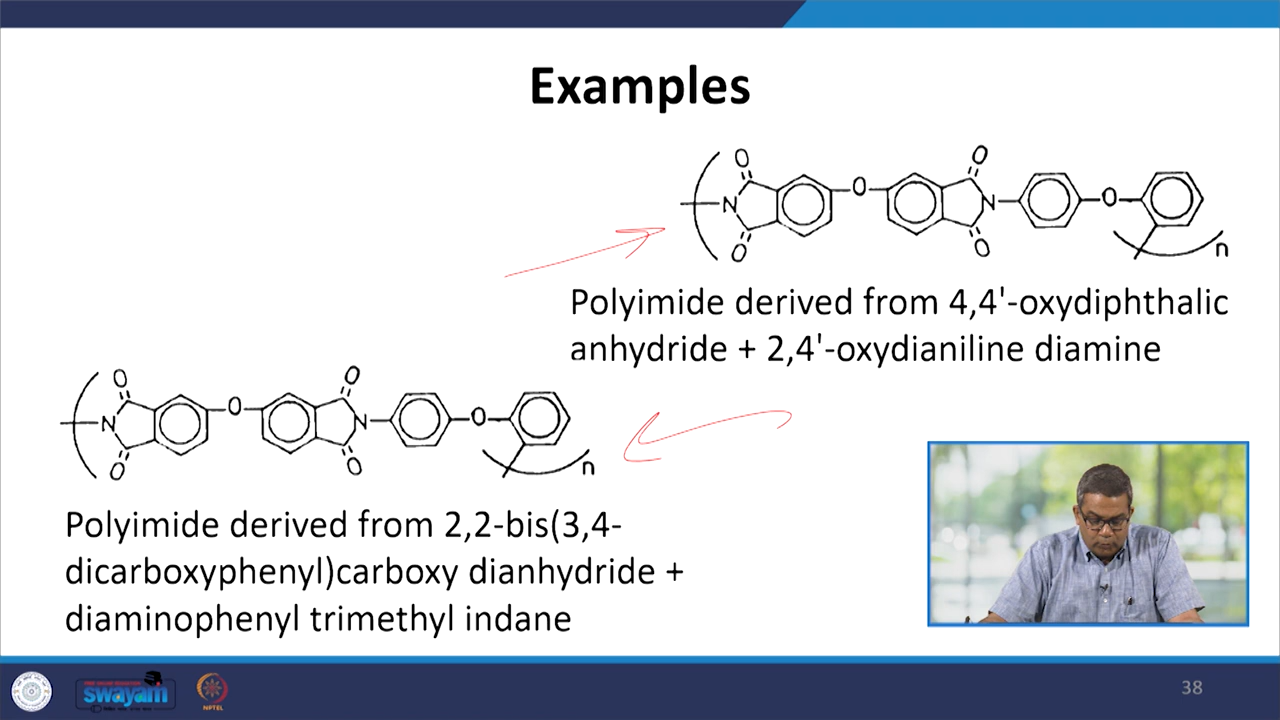 Examples
O
O
N
O
O
O
N
O
O
n
Polyimide derived from 4,4'-oxydiphthalic
anhydride + 2,4'-oxydianiline diamine
O
O
N
O
O
O
N
O
O
n
Polyimide derived from 2,2-bis(3,4-
dicarboxyphenyl)carboxy dianhydride +
diaminophenyl trimethyl indane
swayam
NPTEL
38